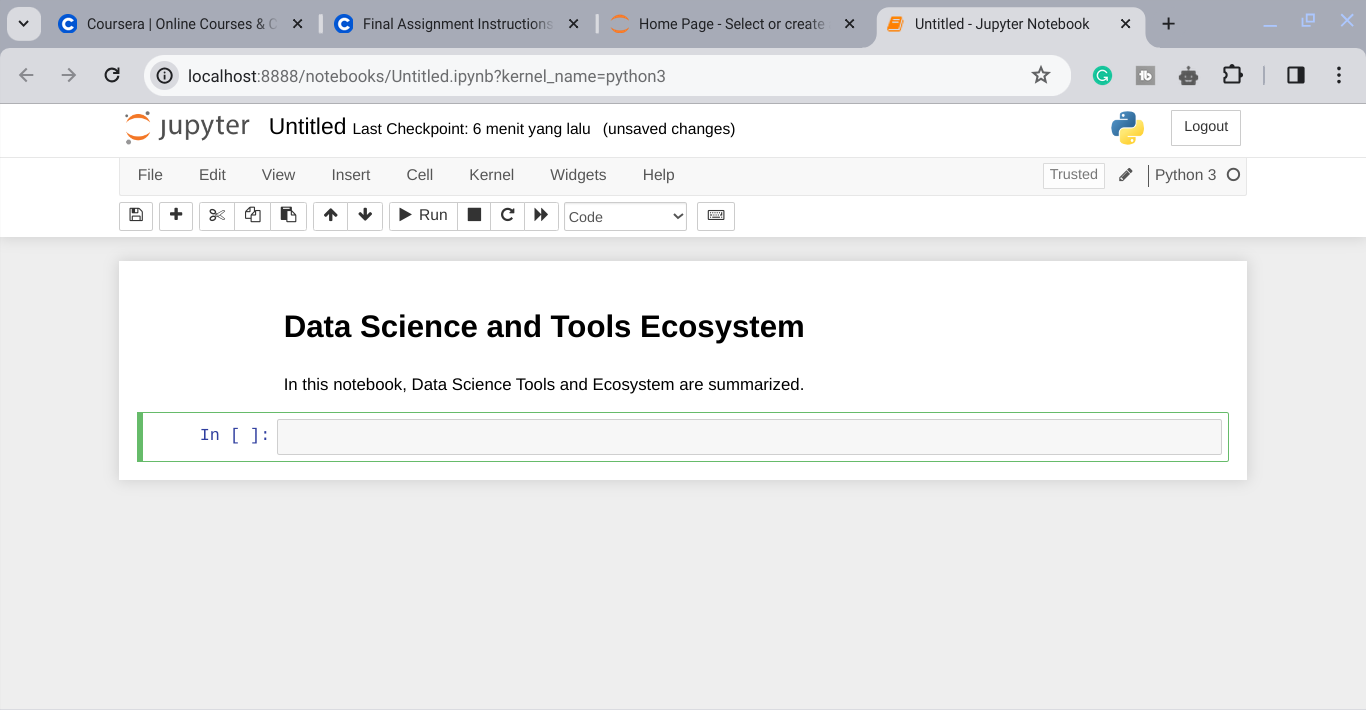 Coursera | Online Courses & C
Final Assignment Instructions
Home Page - Select or create
Untitled - Jupyter Notebook
localhost:8888/notebooks/Untitled.ipynb?kernel_name=python3
jupyter Untitled Last Checkpoint: 6 menit yang lalu (unsaved changes)
Logout
File Edit View Insert Cell Kernel Widgets Help
Trusted
Python 3
Run
Code
Data Science and Tools Ecosystem
In this notebook, Data Science Tools and Ecosystem are summarized.
In [ ]: